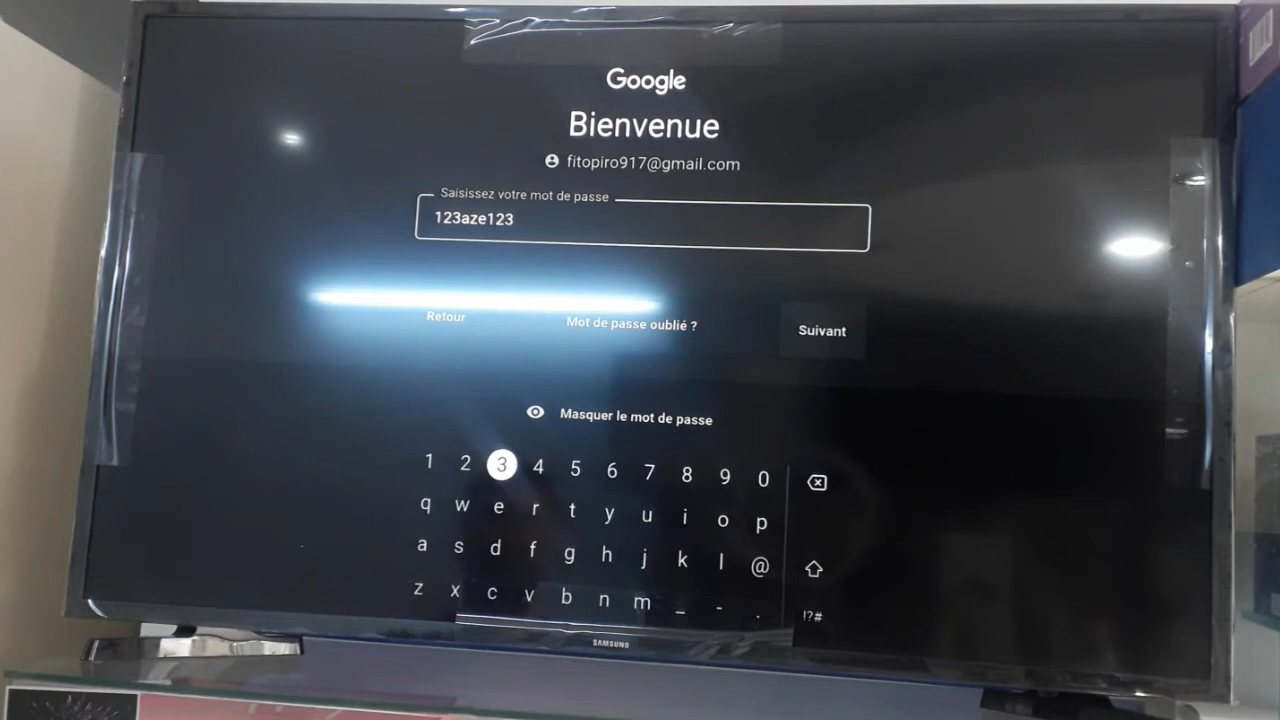 Google
Bienvenue
fitopiro917@gmail.com
Saisissez votre mot de passe
123aze123
Retour
Mot de passe oublié ?
Suivant
Masquer le mot de passe
1 2 3 4 5 6 7 8 9 0
q w e r t y u i o p
a s d f g h j k l @
z x c v b n m _ - .
!?#
SAMSUNG